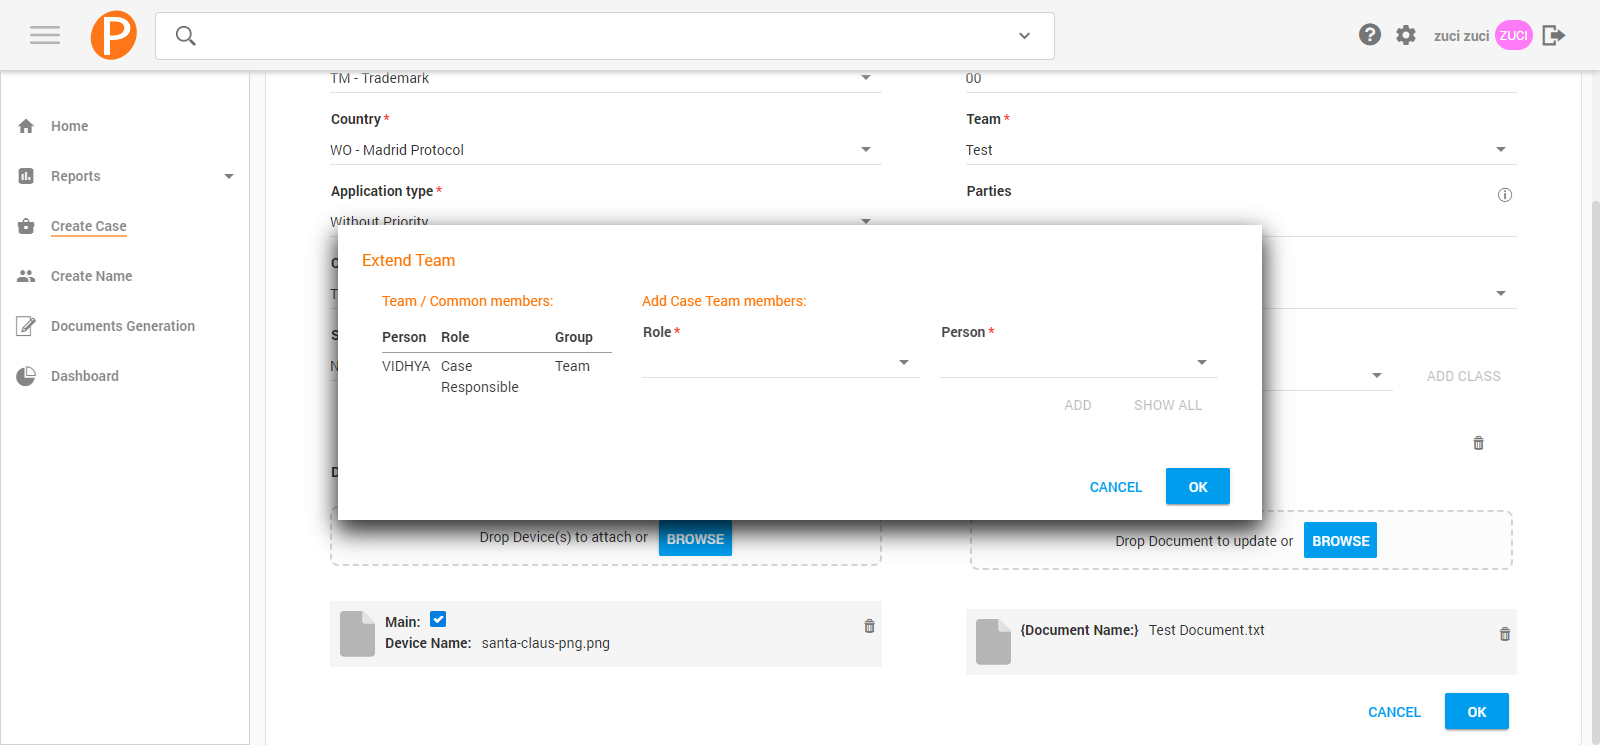 P
zuci zuci ZUCI
Home
Reports
Create Case
Create Name
Documents Generation
Dashboard
TM - Trademark
00
Country *
Team *
WO - Madrid Protocol
Test
Application type *
Parties
Without Priority
Extend Team
Team / Common members:
Add Case Team members:
Person Role Group
Role *
Person *
VIDHYA Case Team
Responsible
ADD SHOW ALL
CANCEL OK
ADD CLASS
Drop Device(s) to attach or BROWSE
Drop Document to update or BROWSE
Main:
Device Name: santa-claus-png.png
{Document Name:} Test Document.txt
CANCEL OK